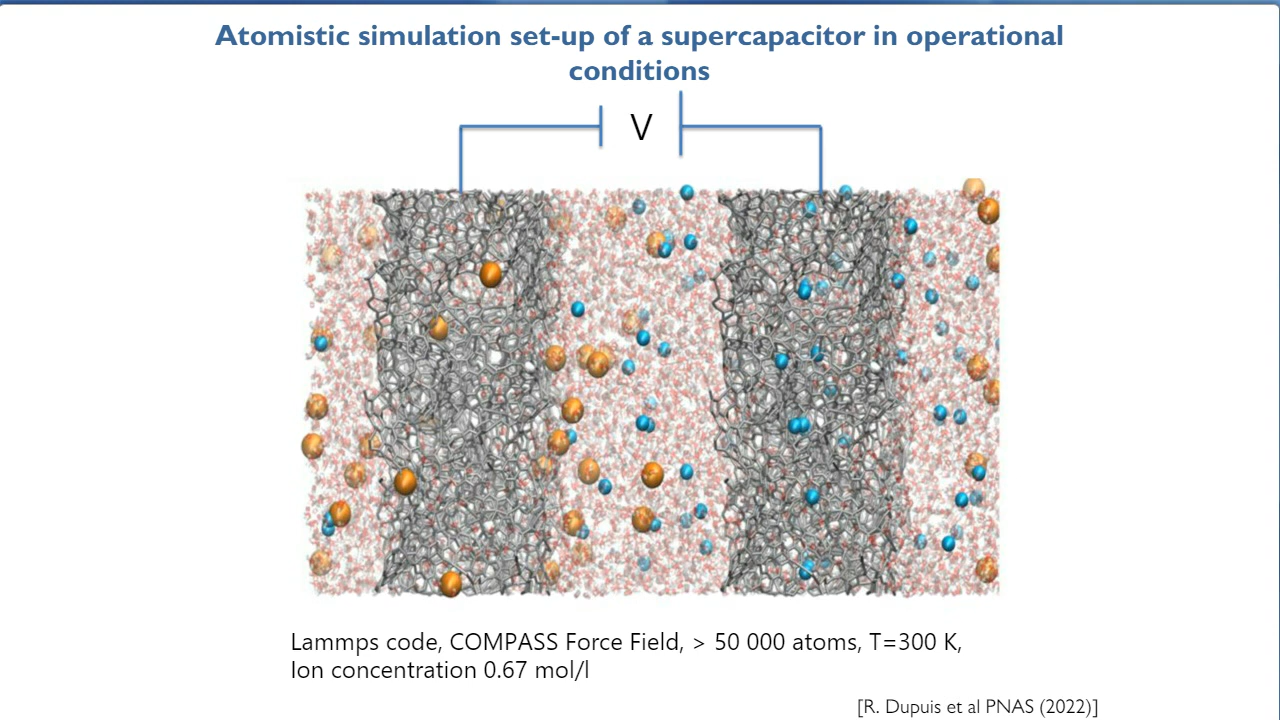 Atomistic simulation set-up of a supercapacitor in operational
conditions
V
Lammps code, COMPASS Force Field, > 50 000 atoms, T=300 K,
Ion concentration 0.67 mol/l
[R. Dupuis et al PNAS (2022)]